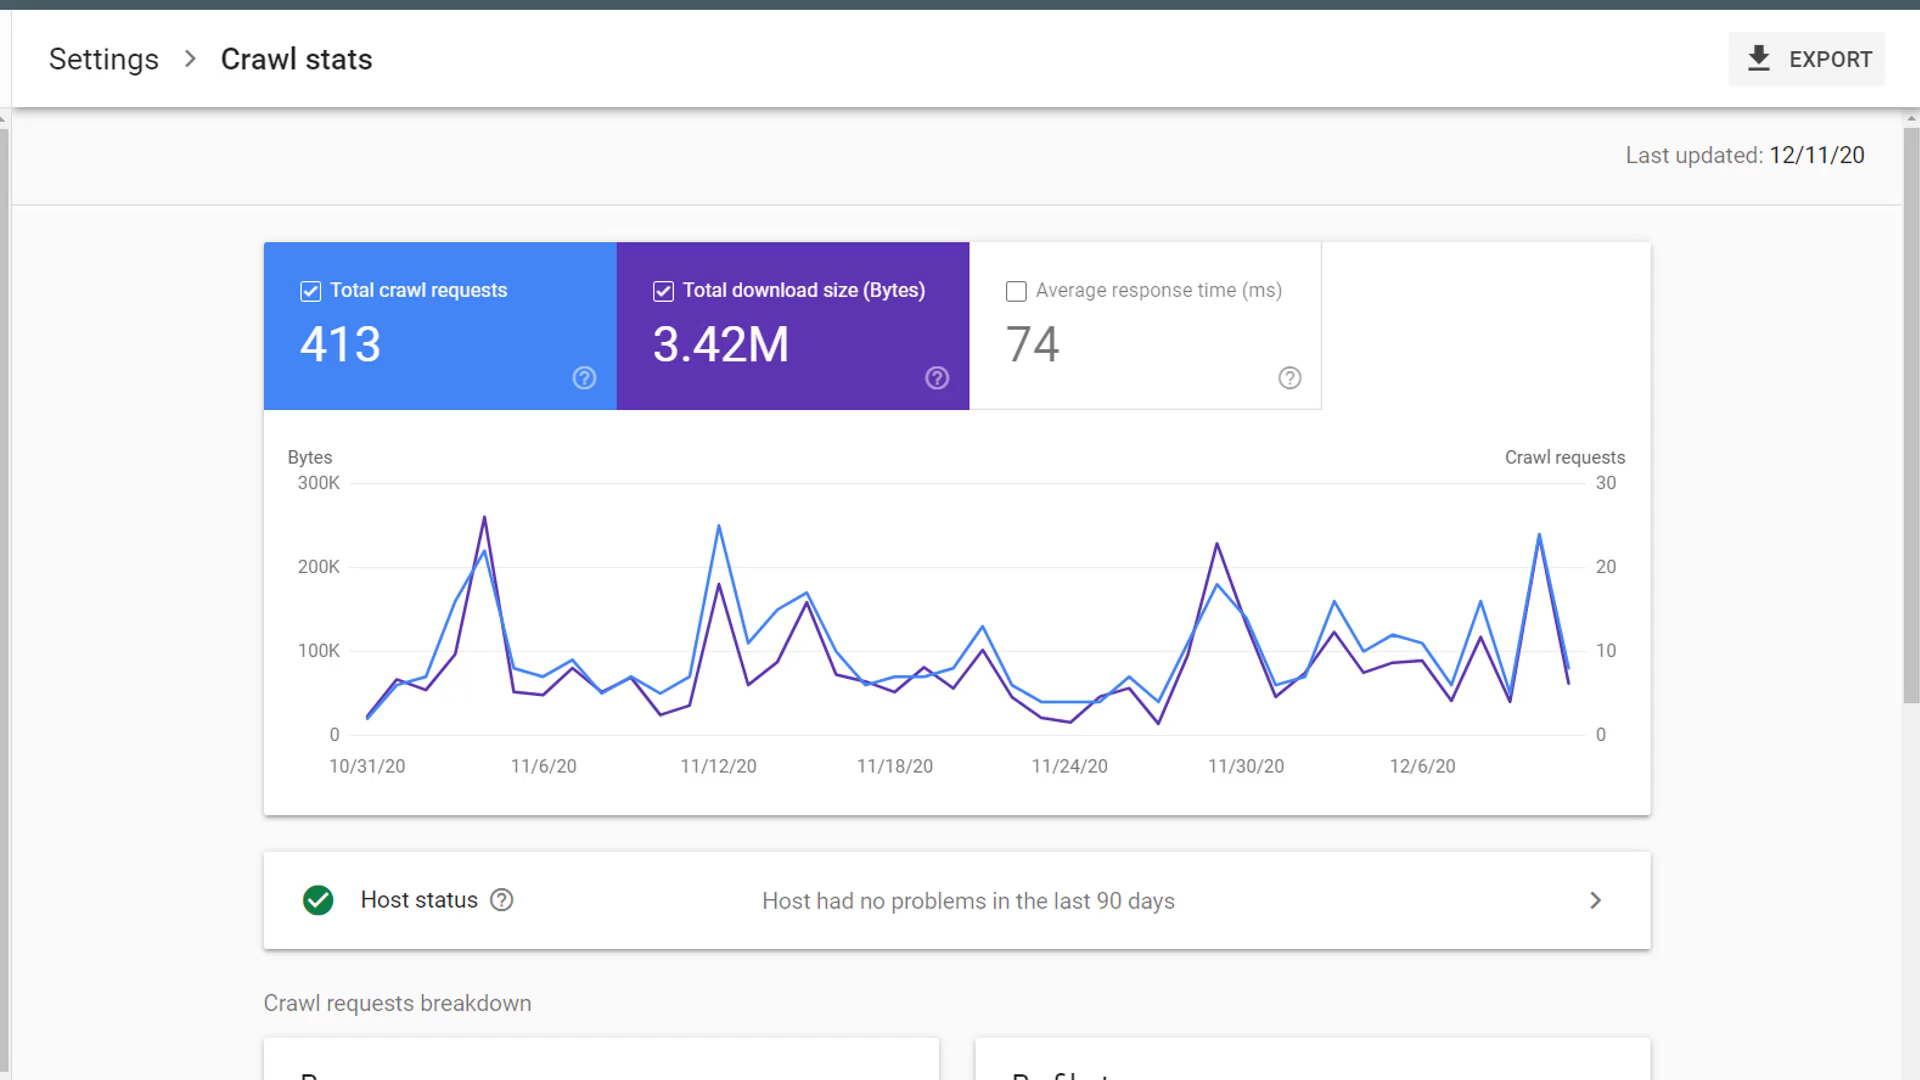 Settings > Crawl stats
EXPORT
Last updated: 12/11/20
Total crawl requests
413
Total download size (Bytes)
3.42M
Average response time (ms)
74
Bytes
Crawl requests
300K
30
200K
20
100K
10
0
0
10/31/20 11/6/20 11/12/20 11/18/20 11/24/20 11/30/20 12/6/20
Host status
Host had no problems in the last 90 days
Crawl requests breakdown